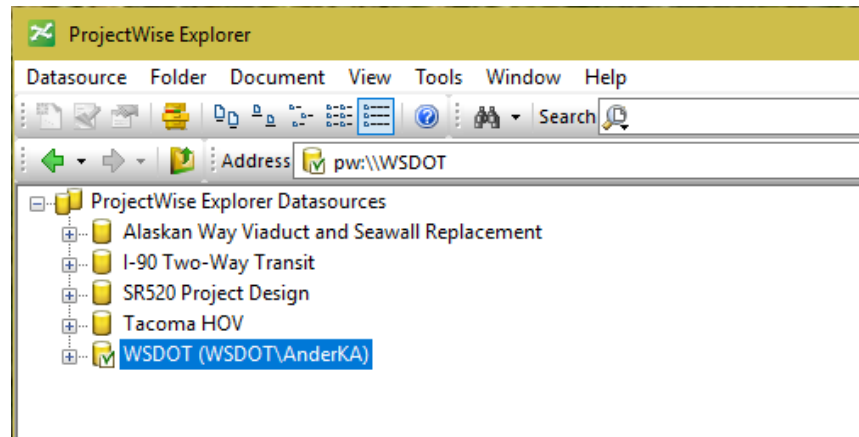 ProjectWise Explorer
Datasource Folder Document View Tools Window Help
Search
Address pw:\\WSDOT
ProjectWise Explorer Datasources
Alaskan Way Viaduct and Seawall Replacement
I-90 Two-Way Transit
SR520 Project Design
Tacoma HOV
WSDOT (WSDOT\AnderKA)